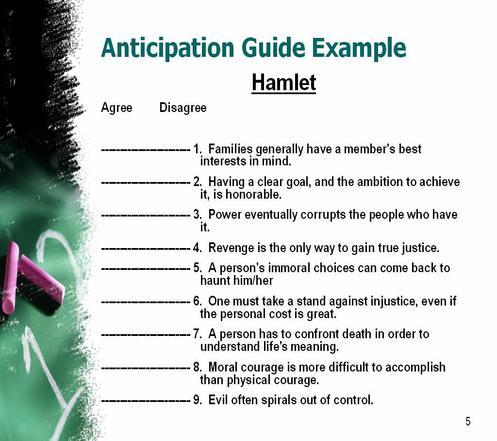 Anticipation Guide Example
Hamlet
Agree Disagree
------------------------ 1. Families generally have a member's best
interests in mind.
------------------------ 2. Having a clear goal, and the ambition to achieve
it, is honorable.
------------------------ 3. Power eventually corrupts the people who have
it.
------------------------ 4. Revenge is the only way to gain true justice.
------------------------ 5. A person's immoral choices can come back to
haunt him/her
------------------------ 6. One must take a stand against injustice, even if
the personal cost is great.
------------------------ 7. A person has to confront death in order to
understand life's meaning.
------------------------ 8. Moral courage is more difficult to accomplish
than physical courage.
------------------------ 9. Evil often spirals out of control.
5